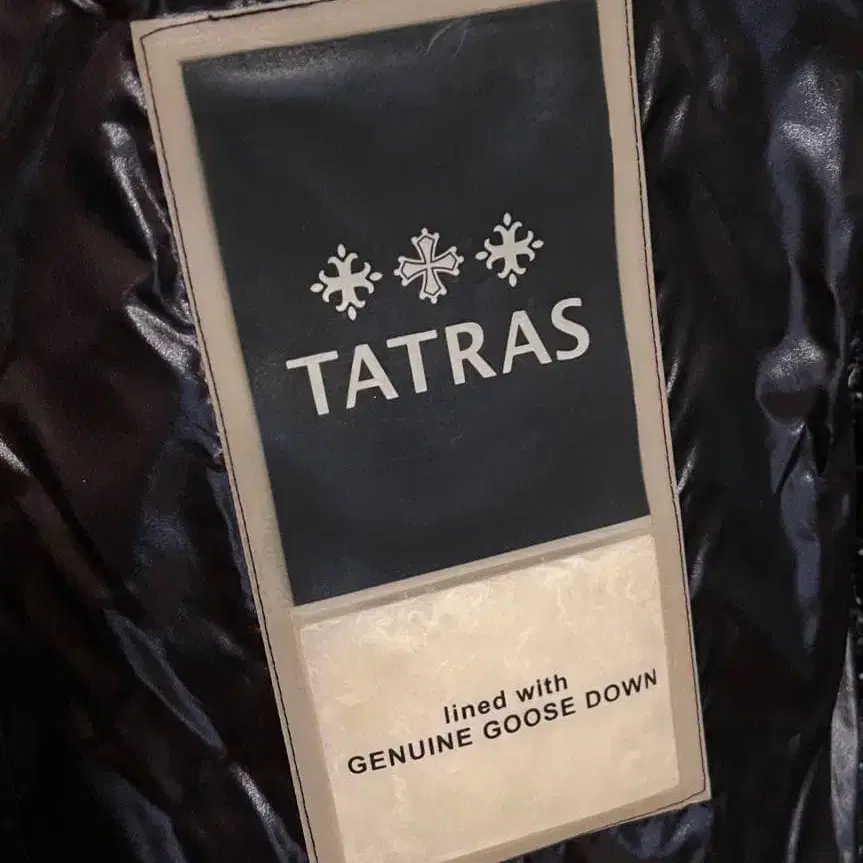 TATRAS
lined with
GENUINE GOOSE DOWN